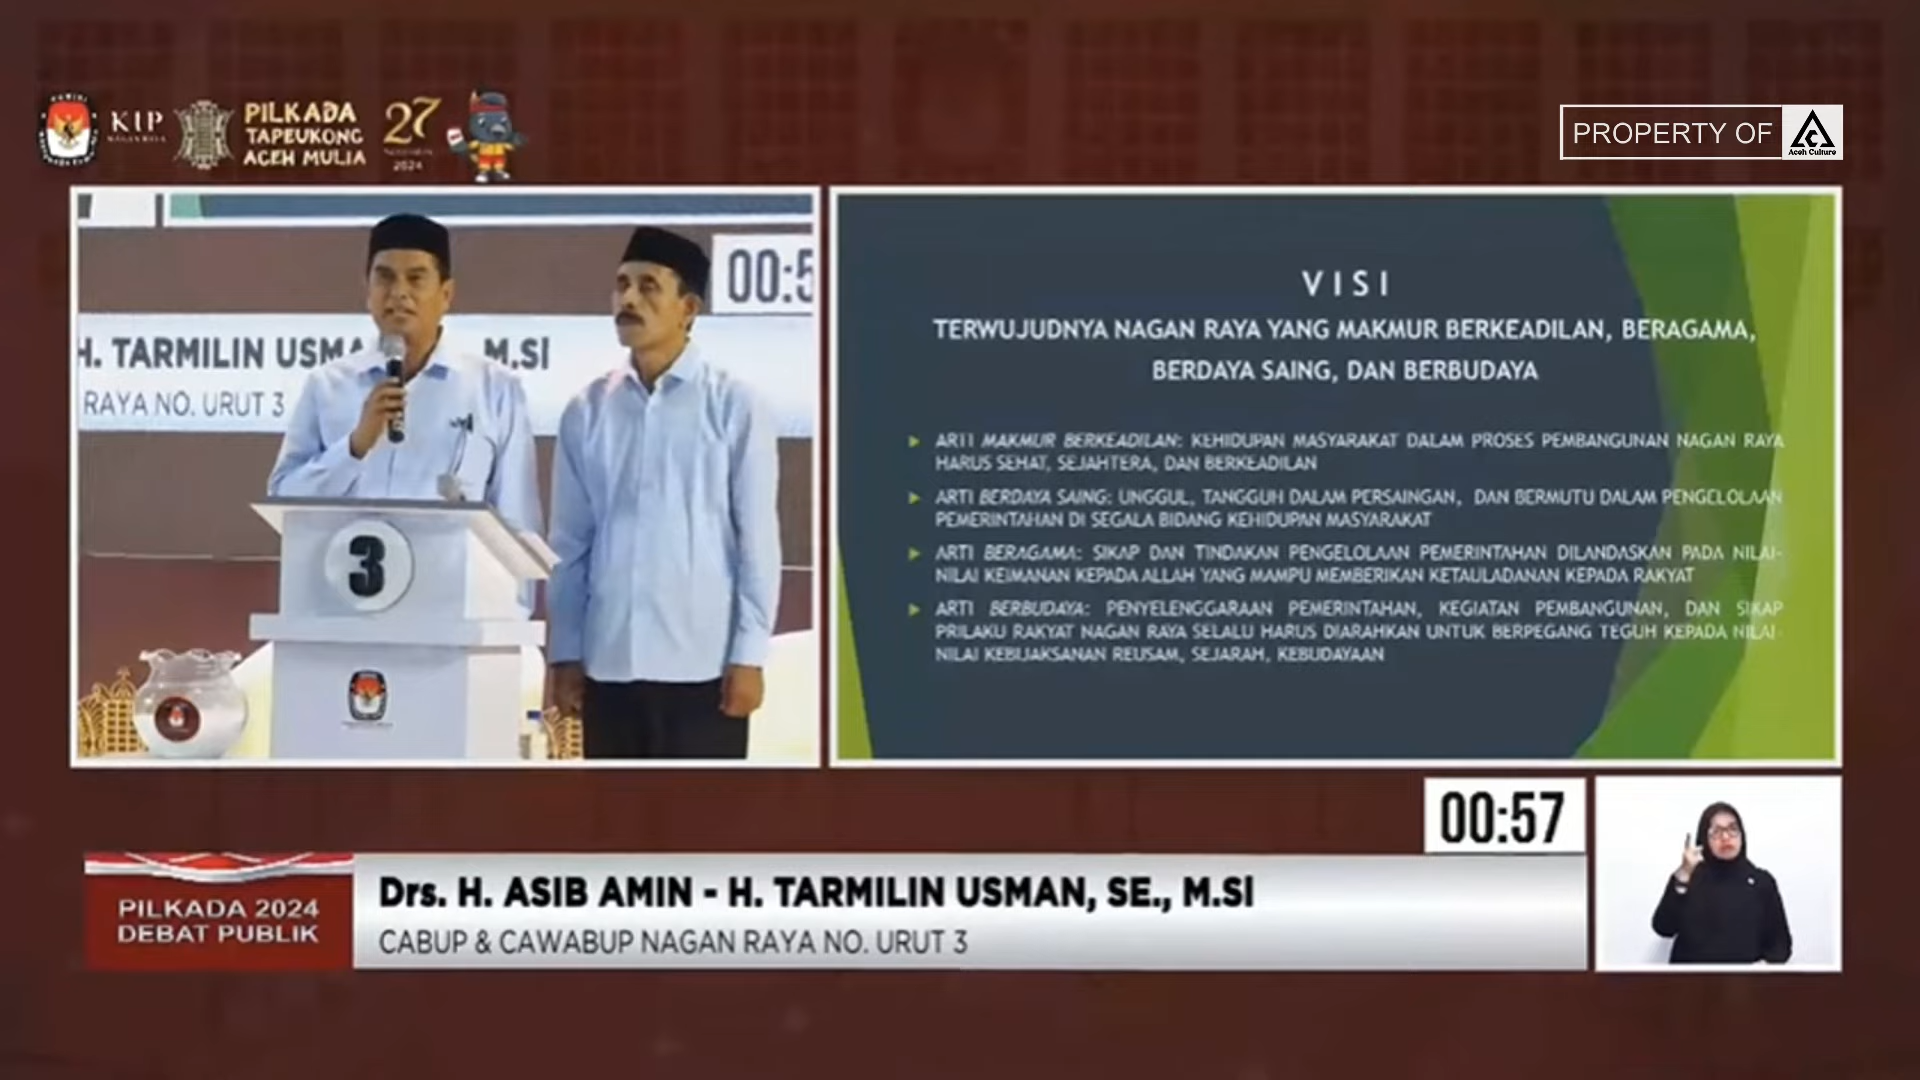 KIP
PILKADA
TAPEUKONG
ACEH MULIA
27
2024
PROPERTY OF
Aceh Culture
00:5
H. TARMILIN USMA M.Si
RAYA NO. URUT 3
3
VISI
TERWUJUDNYA NAGAN RAYA YANG MAKMUR BERKEADILAN, BERAGAMA,
BERDAYA SAING, DAN BERBUDAYA
ARTI MAKMUR BERKEADILAN: KEHIDUPAN MASYARAKAT DALAM PROSES PEMBANGUNAN NAGAN RAYA
HARUS SEHAT, SEJAHTERA, DAN BERKEADILAN
ARTI BERDAYA SAING: UNGGUL, TANGGUH DALAM PERSAINGAN, DAN BERMUTU DALAM PENGELOLAAN
PEMERINTAHAN DI SEGALA BIDANG KEHIDUPAN MASYARAKAT
ARTI BERAGAMA: SIKAP DAN TINDAKAN PENGELOLAAN PEMERINTAHAN DILANDASKAN PADA NILAI-
NILAI KEIMANAN KEPADA ALLAH YANG MAMPU MEMBERIKAN KETAULADANAN KEPADA RAKYAT
ARTI BERBUDAYA: PENYELENGGARAAN PEMERINTAHAN, KEGIATAN PEMBANGUNAN, DAN SIKAP
PRILAKU RAKYAT NAGAN RAYA SELALU HARUS DIARAHKAN UNTUK BERPEGANG TEGUH KEPADA NILAI-
NILAI KEBIJAKSANAN REUSAM, SEJARAH, KEBUDAYAAN
00:57
PILKADA 2024
DEBAT PUBLIK
Drs. H. ASIB AMIN - H. TARMILIN USMAN, SE., M.Si
CABUP & CAWABUP NAGAN RAYA NO. URUT 3